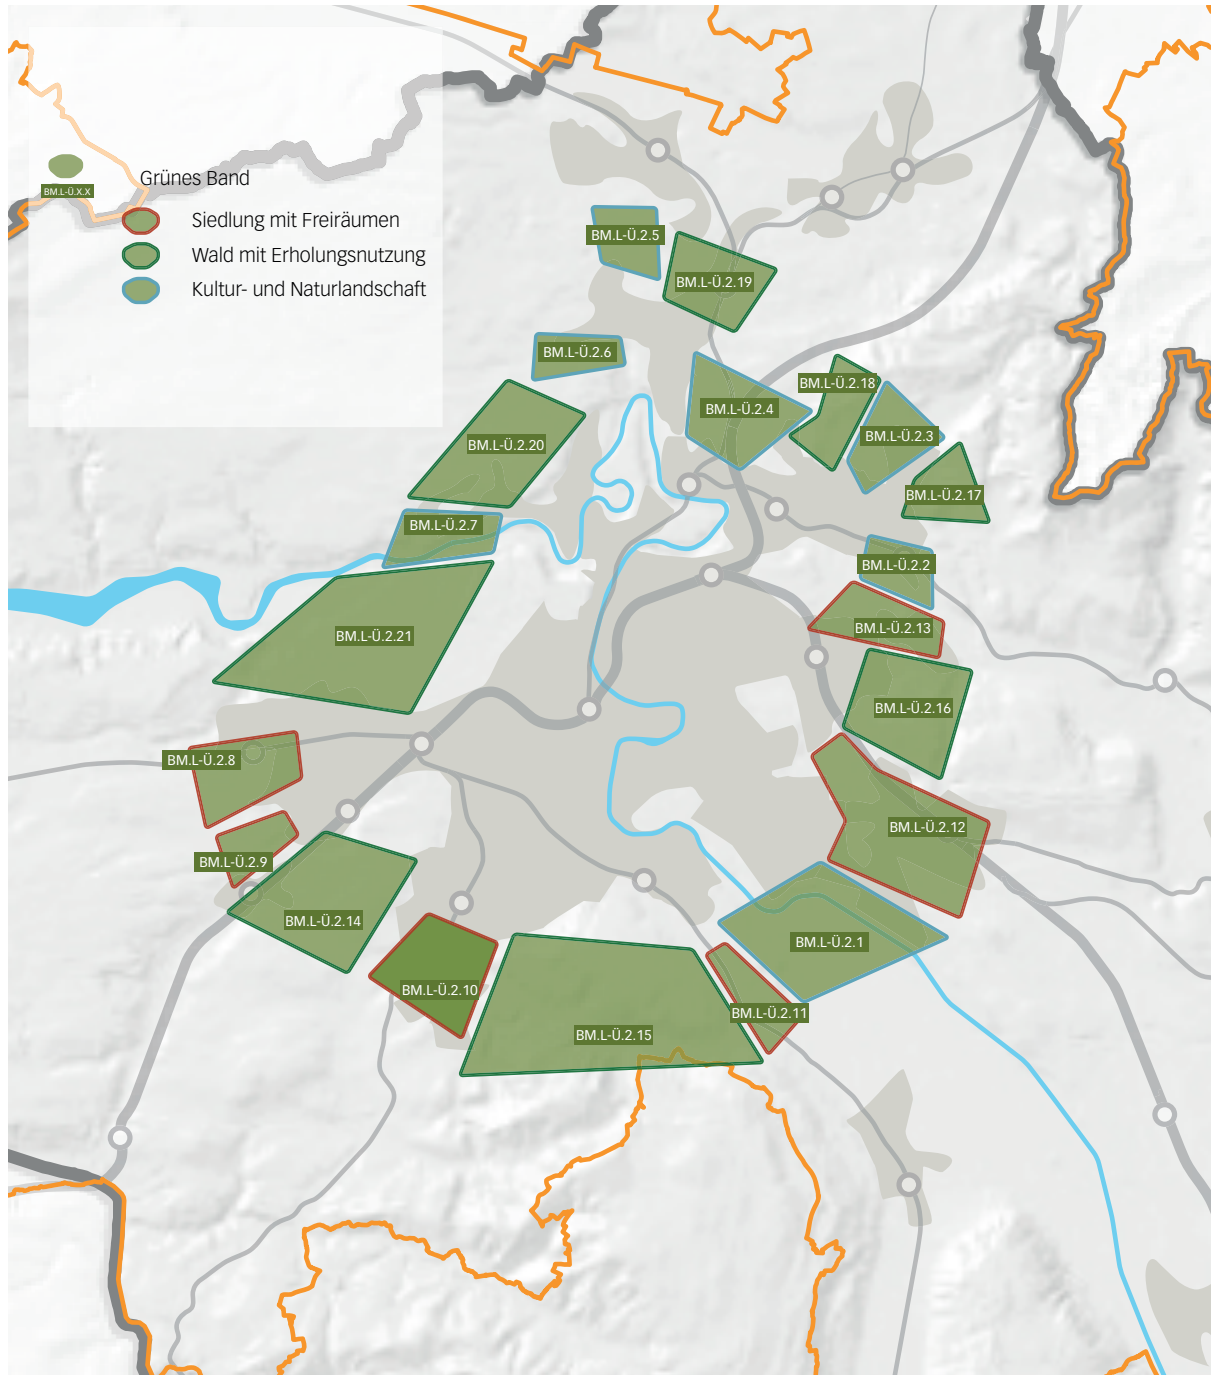 BM.L-Ü.X.X
Grünes Band
Siedlung mit Freiräumen
Wald mit Erholungsnutzung
Kultur- und Naturlandschaft
BM.L-Ü.2.5
BM.L-Ü.2.19
BM.L-Ü.2.6
BM.L-Ü.2.18
BM.L-Ü.2.4
BM.L-Ü.2.3
BM.L-Ü.2.20
BM.L-Ü.2.17
BM.L-Ü.2.7
BM.L-Ü.2.2
BM.L-Ü.2.13
BM.L-Ü.2.21
BM.L-Ü.2.16
BM.L-Ü.2.8
BM.L-Ü.2.12
BM.L-Ü.2.9
BM.L-Ü.2.14
BM.L-Ü.2.1
BM.L-Ü.2.10
BM.L-Ü.2.11
BM.L-Ü.2.15